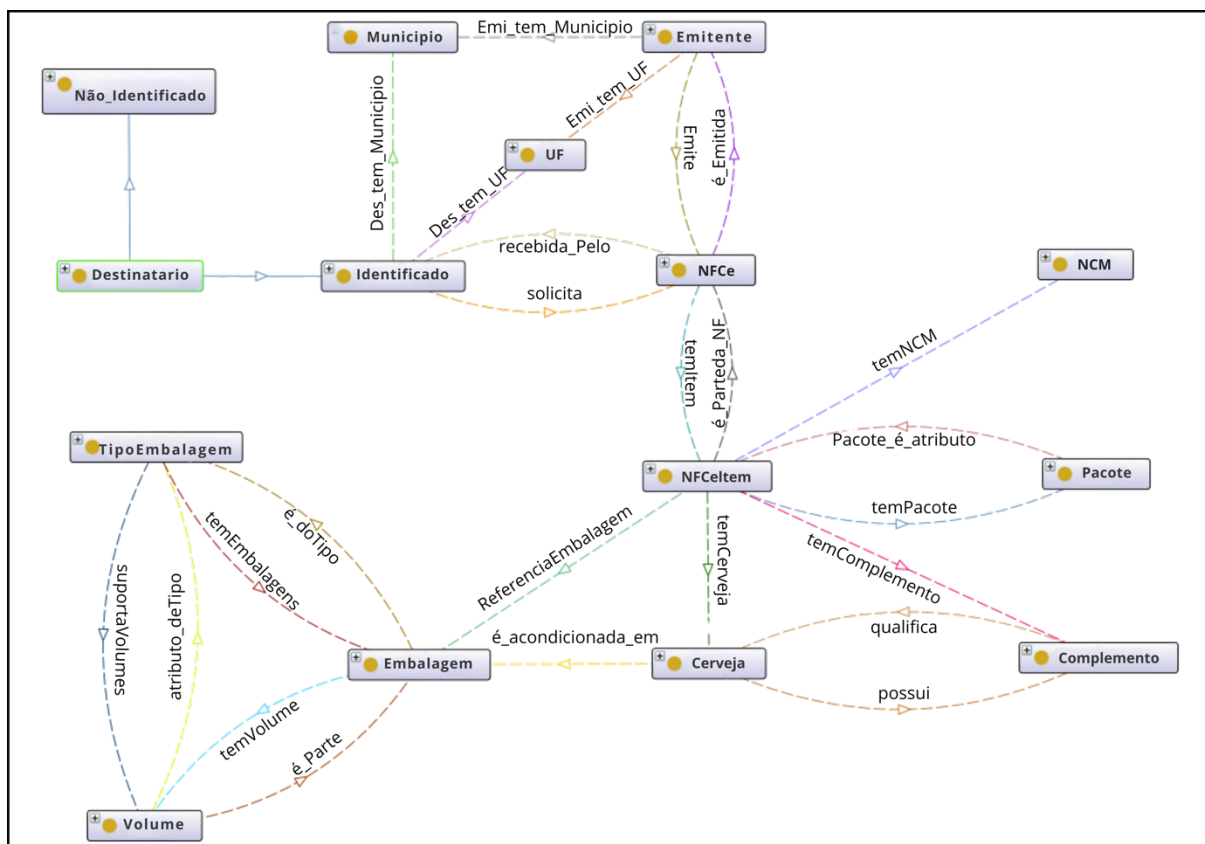 Municipio
Emi_tem_Municipio
Emitente
Não_Identificado
Des_tem_Municipio
Emi_tem_UF
Emite
é_Emitida
UF
Des_tem_UF
Destinatario
Identificado
recebida_Pelo
NFCe
solicita
NCM
temItem
é_Parteda_NF
temNCM
TipoEmbalagem
Pacote_é_atributo
NFCeItem
Pacote
temPacote
temEmbalagens
é_doTipo
ReferenciaEmbalagem
temCerveja
temComplemento
suportaVolumes
atributo_deTipo
é_acondicionada_em
qualifica
Embalagem
Cerveja
Complemento
possui
temVolume
é_Parte
Volume